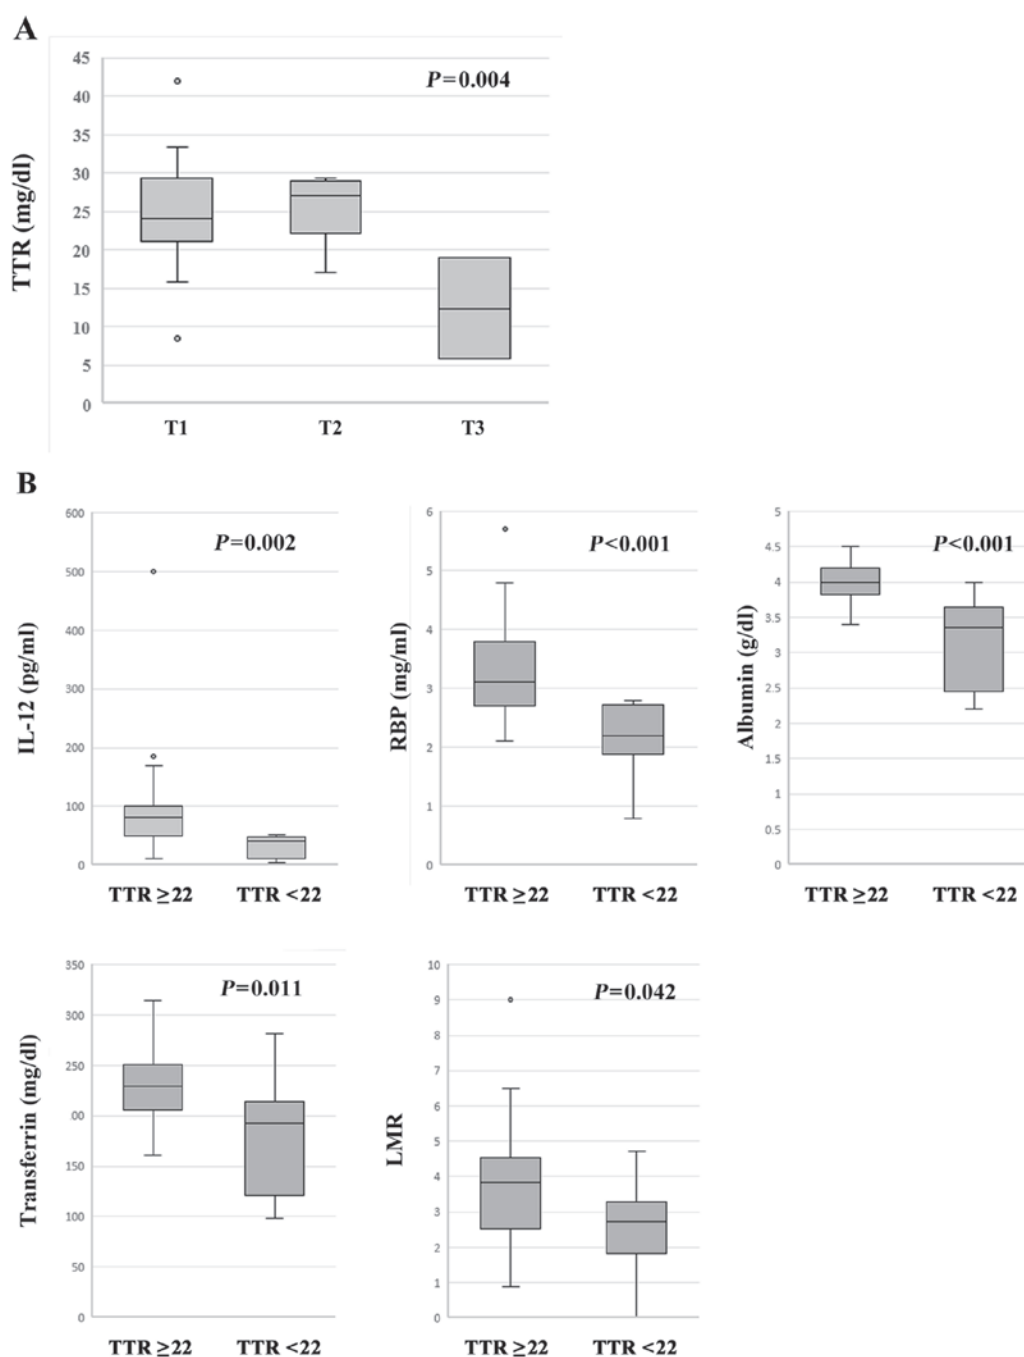 A
TTR (mg/dl)
45
40
35
30
25
20
15
10
5
0
P=0.004
T1 T2 T3
B
IL-12 (pg/ml)
600
500
400
300
200
100
0
P=0.002
TTR ≥22 TTR <22
RBP (mg/ml)
6
5
4
3
2
1
0
P<0.001
TTR ≥22 TTR <22
Albumin (g/dl)
5
4.5
4
3.5
3
2.5
2
1.5
1
0.5
0
P<0.001
TTR ≥22 TTR <22
Transferrin (mg/dl)
350
300
250
00
150
100
50
0
P=0.011
TTR ≥22 TTR <22
LMR
10
9
8
7
6
5
4
3
2
1
0
P=0.042
TTR ≥22 TTR <22